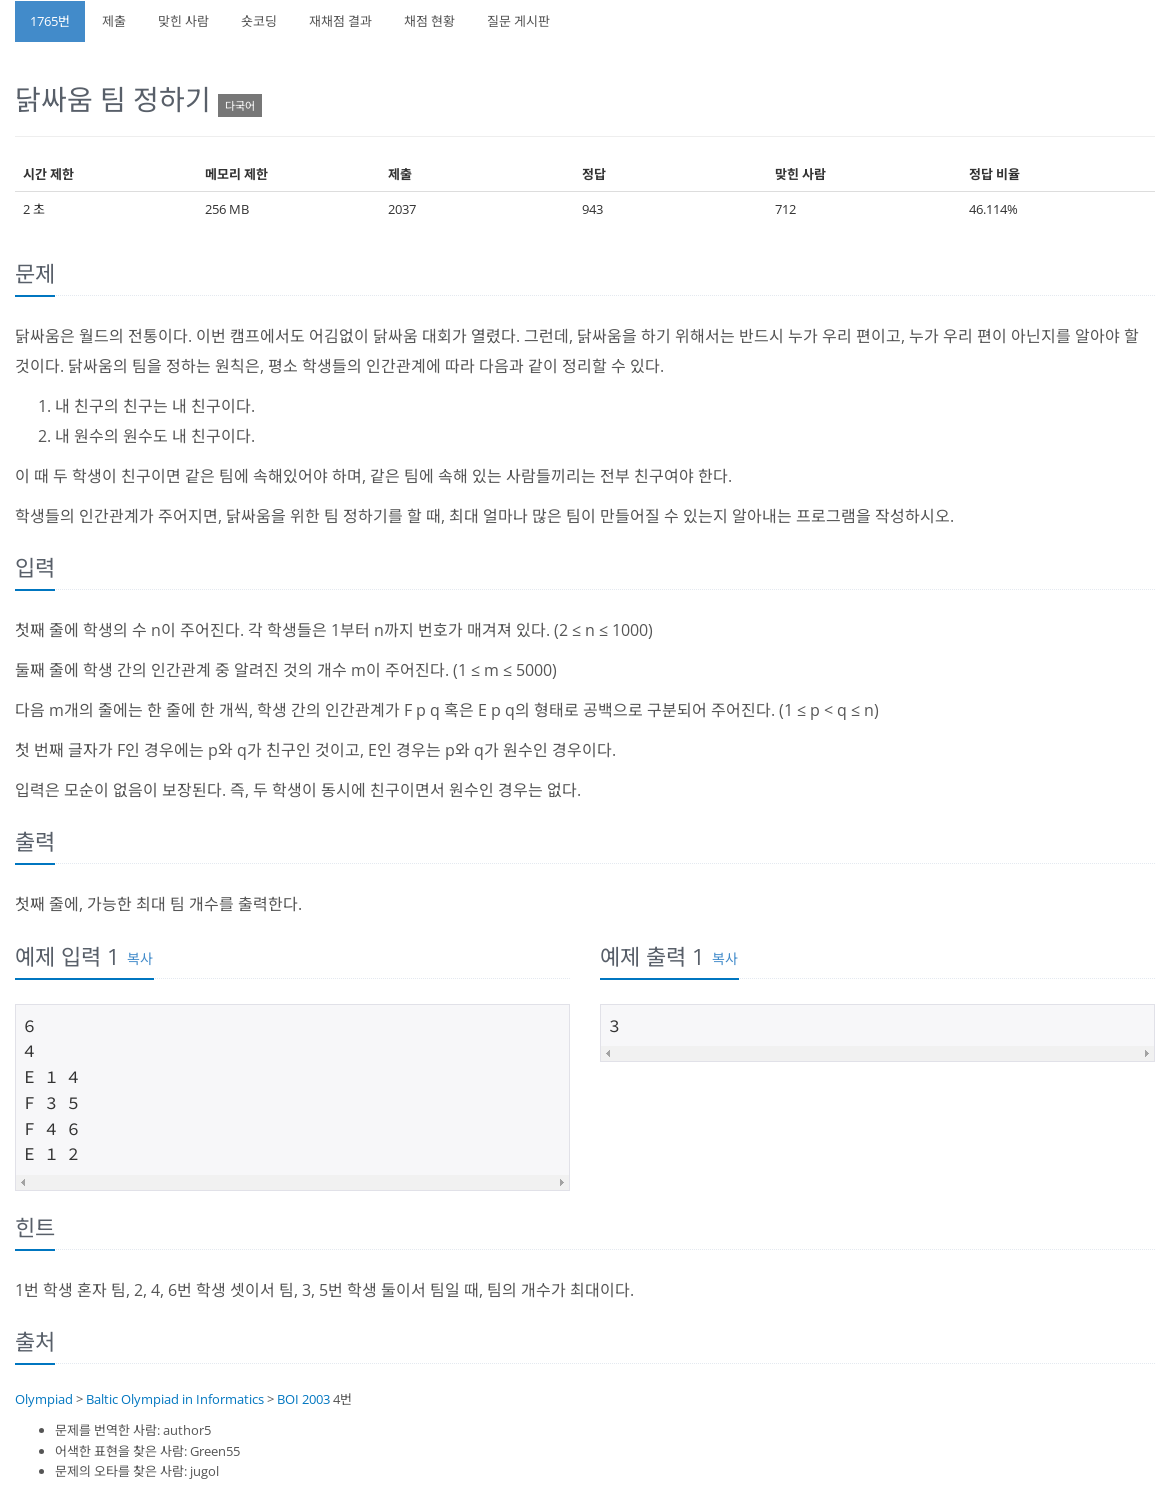 1765번 제출 맞힌 사람 숏코딩 재채점 결과 채점 현황 질문 게시판
닭싸움 팀 정하기 다국어
시간 제한 메모리 제한 제출 정답 맞힌 사람 정답 비율
2 초 256 MB 2037 943 712 46.114%
문제
닭싸움은 월드의 전통이다. 이번 캠프에서도 어김없이 닭싸움 대회가 열렸다. 그런데, 닭싸움을 하기 위해서는 반드시 누가 우리 편이고, 누가 우리 편이 아닌지를 알아야 할
것이다. 닭싸움의 팀을 정하는 원칙은, 평소 학생들의 인간관계에 따라 다음과 같이 정리할 수 있다.
1. 내 친구의 친구는 내 친구이다.
2. 내 원수의 원수도 내 친구이다.
이 때 두 학생이 친구이면 같은 팀에 속해있어야 하며, 같은 팀에 속해 있는 사람들끼리는 전부 친구여야 한다.
학생들의 인간관계가 주어지면, 닭싸움을 위한 팀 정하기를 할 때, 최대 얼마나 많은 팀이 만들어질 수 있는지 알아내는 프로그램을 작성하시오.
입력
첫째 줄에 학생의 수 n이 주어진다. 각 학생들은 1부터 n까지 번호가 매겨져 있다. (2 ≤ n ≤ 1000)
둘째 줄에 학생 간의 인간관계 중 알려진 것의 개수 m이 주어진다. (1 ≤ m ≤ 5000)
다음 m개의 줄에는 한 줄에 한 개씩, 학생 간의 인간관계가 F p q 혹은 E p q의 형태로 공백으로 구분되어 주어진다. (1 ≤ p < q ≤ n)
첫 번째 글자가 F인 경우에는 p와 q가 친구인 것이고, E인 경우는 p와 q가 원수인 경우이다.
입력은 모순이 없음이 보장된다. 즉, 두 학생이 동시에 친구이면서 원수인 경우는 없다.
출력
첫째 줄에, 가능한 최대 팀 개수를 출력한다.
예제 입력 1 복사
6
4
E 1 4
F 3 5
F 4 6
E 1 2
예제 출력 1 복사
3
힌트
1번 학생 혼자 팀, 2, 4, 6번 학생 셋이서 팀, 3, 5번 학생 둘이서 팀일 때, 팀의 개수가 최대이다.
출처
Olympiad > Baltic Olympiad in Informatics > BOI 2003 4번
• 문제를 번역한 사람: author5
• 어색한 표현을 찾은 사람: Green55
• 문제의 오타를 찾은 사람: jugol